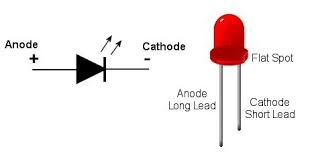 Anode
+
Cathode
-
Flat Spot
Anode
Long Lead
Cathode
Short Lead